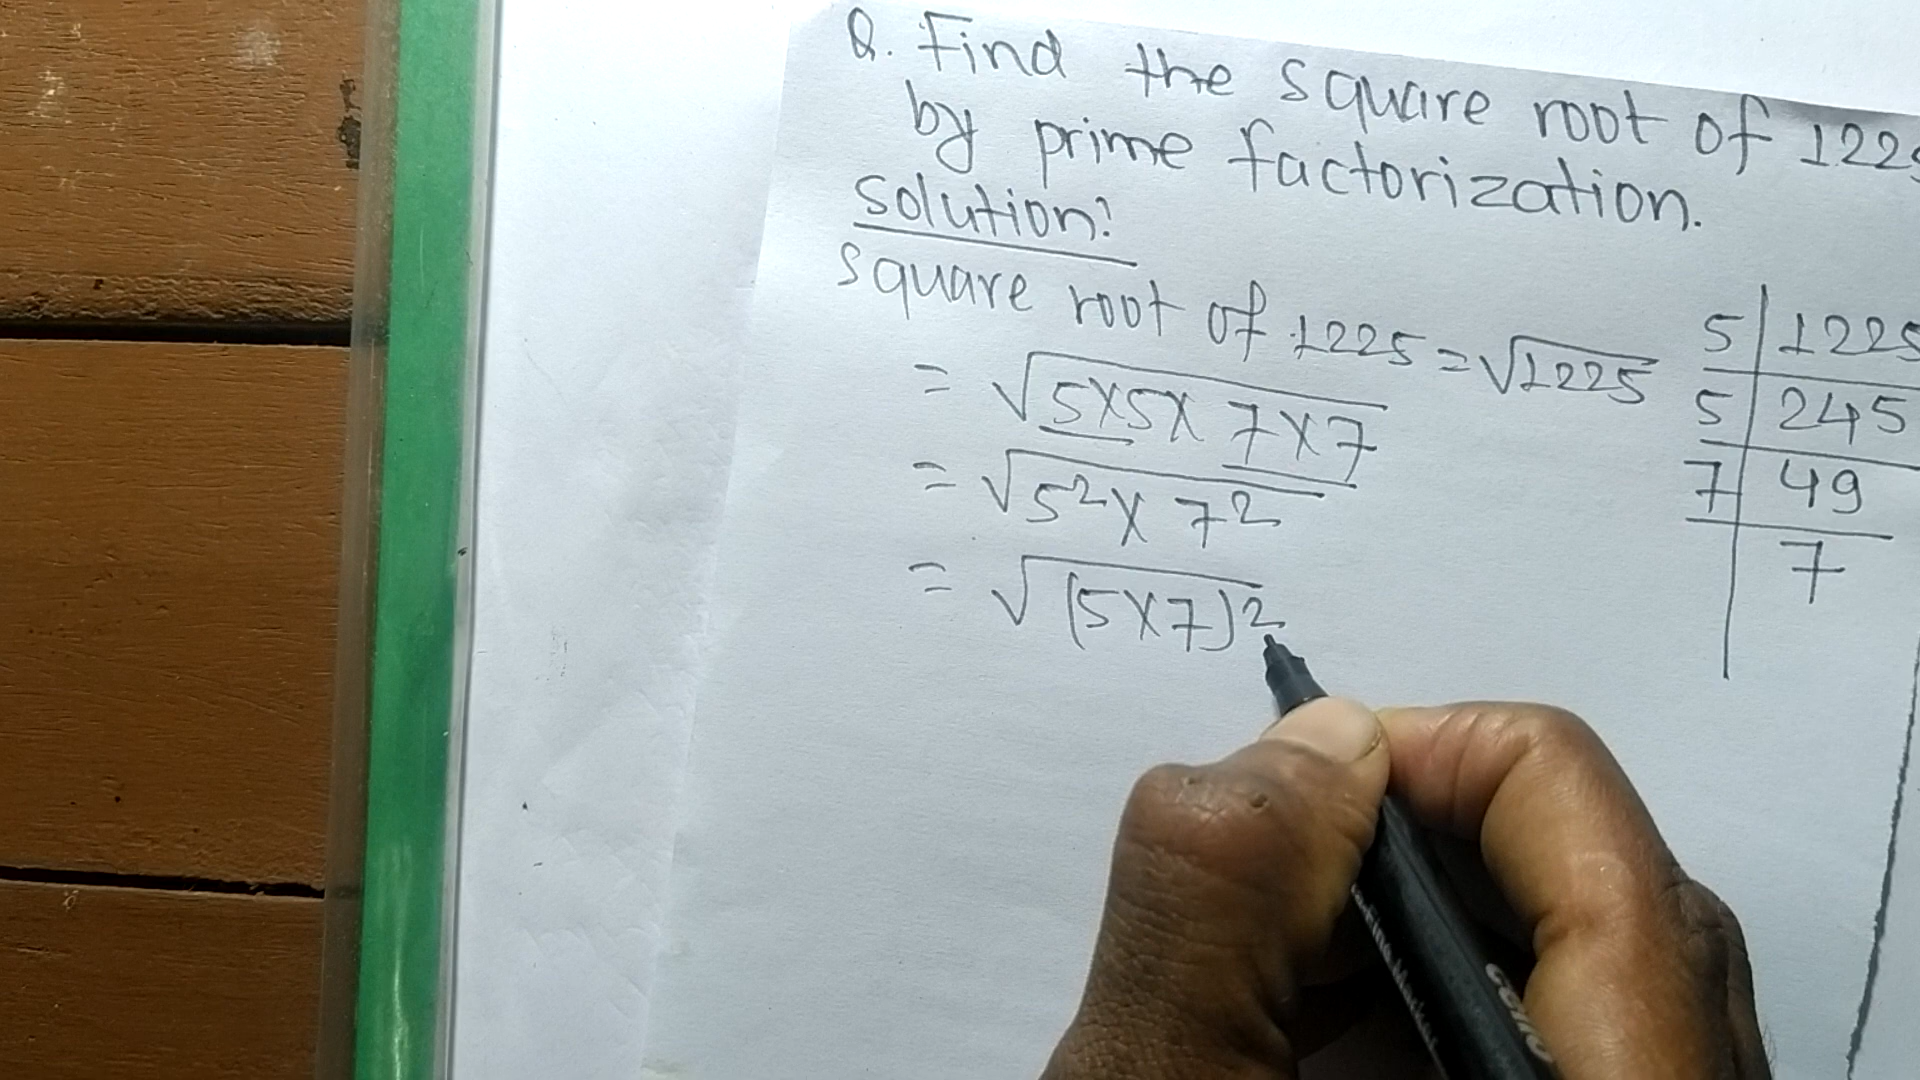 Q. Find the square root of 1225
by prime factorization.
Solution:
Square root of 1225 = √1225
= √5×5×7×7
= √5²×7²
= √(5×7)²
5 | 1225
5 | 245
7 | 49
7